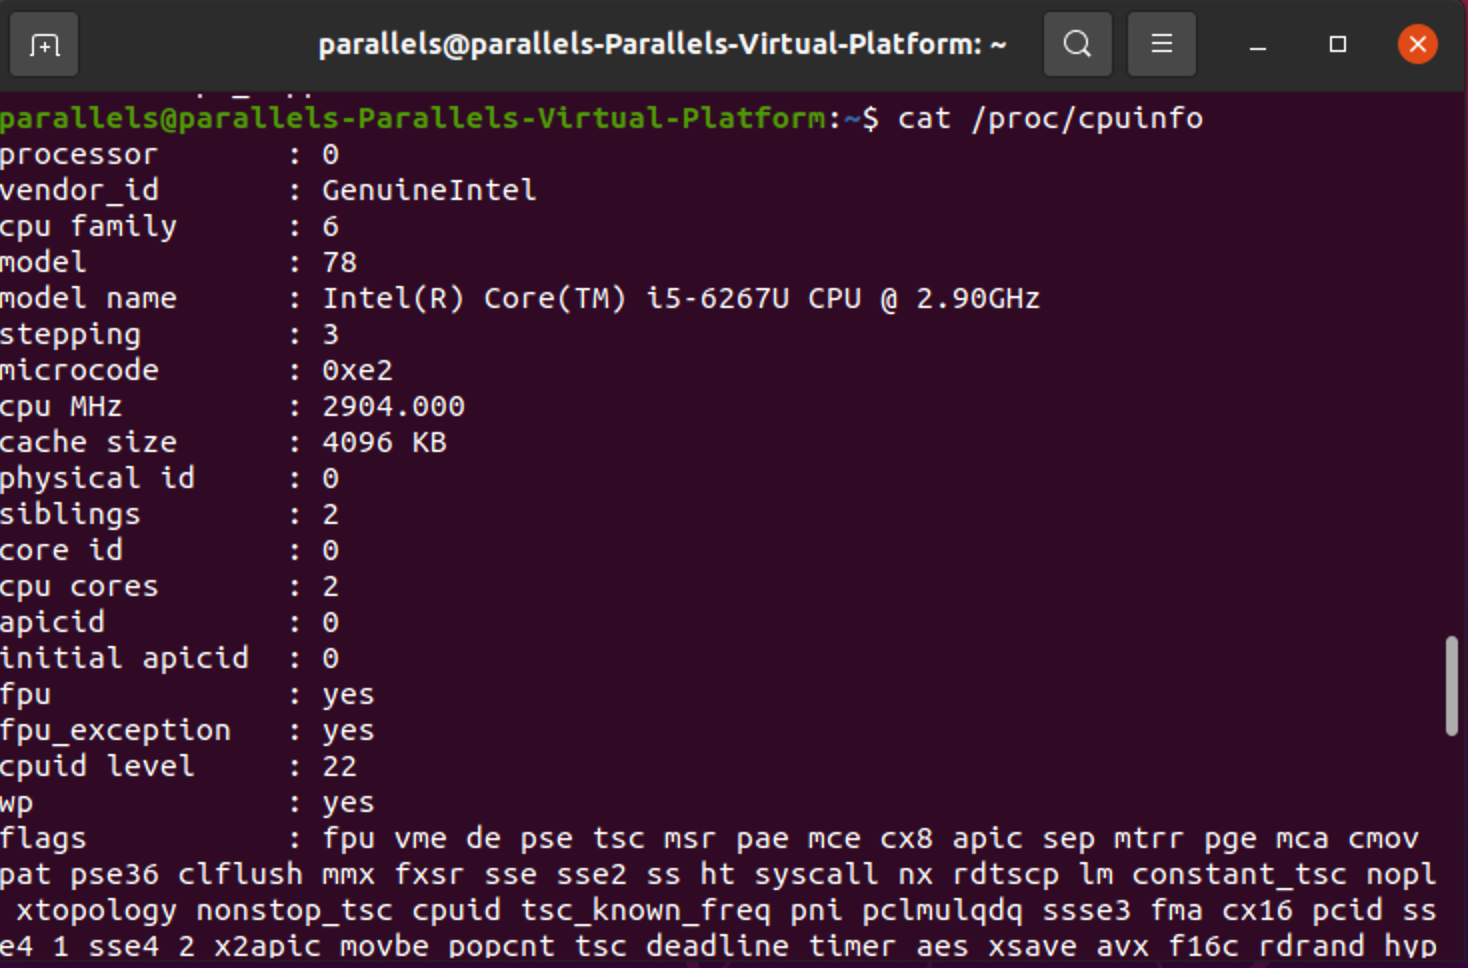 parallels@parallels-Parallels-Virtual-Platform: ~
parallels@parallels-Parallels-Virtual-Platform:~$ cat /proc/cpuinfo
processor : 0
vendor_id : GenuineIntel
cpu family : 6
model : 78
model name : Intel(R) Core(TM) i5-6267U CPU @ 2.90GHz
stepping : 3
microcode : 0xe2
cpu MHz : 2904.000
cache size : 4096 KB
physical id : 0
siblings : 2
core id : 0
cpu cores : 2
apicid : 0
initial apicid : 0
fpu : yes
fpu_exception : yes
cpuid level : 22
wp : yes
flags : fpu vme de pse tsc msr pae mce cx8 apic sep mtrr pge mca cmov
pat pse36 clflush mmx fxsr sse sse2 ss ht syscall nx rdtscp lm constant_tsc nopl
xtopology nonstop_tsc cpuid tsc_known_freq pni pclmulqdq ssse3 fma cx16 pcid ss
e4_1 sse4_2 x2apic movbe popcnt tsc_deadline_timer aes xsave avx f16c rdrand hyp